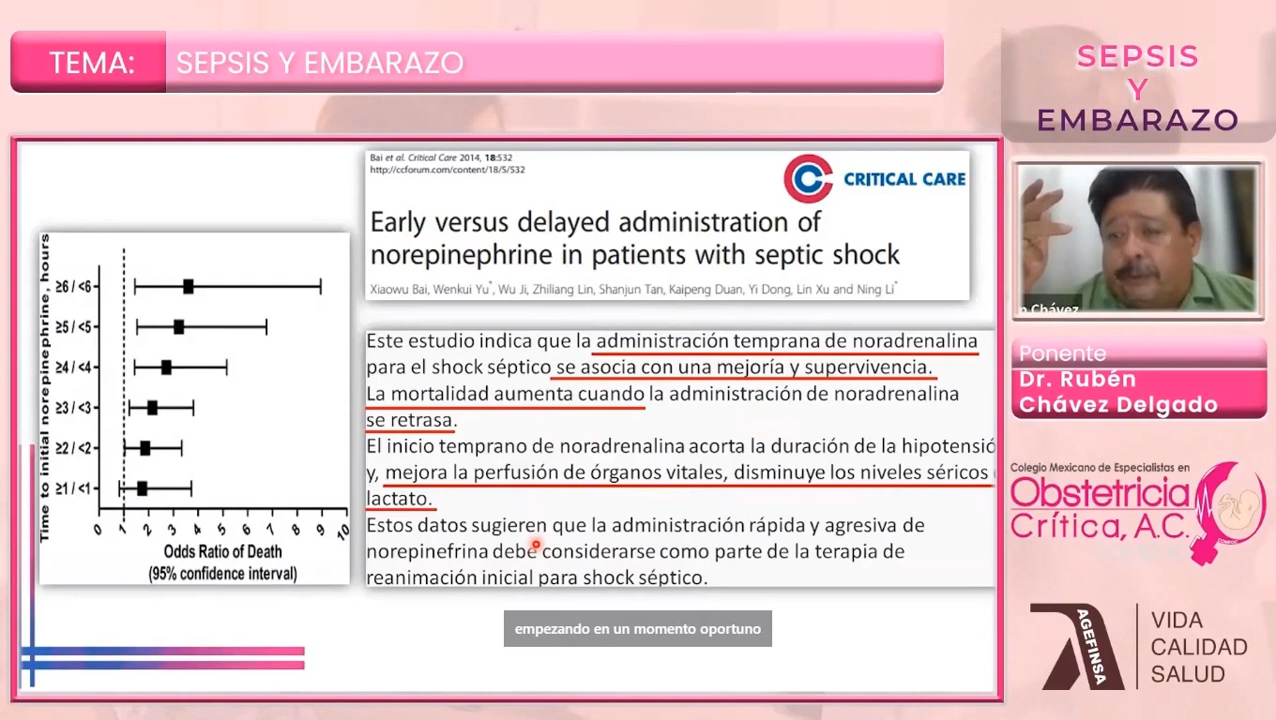 TEMA: SEPSIS Y EMBARAZO
SEPSIS
Y
EMBARAZO
Bai et al. Critical Care 2014, 18:532
http://ccforum.com/content/18/5/532
CRITICAL CARE
Early versus delayed administration of
norepinephrine in patients with septic shock
Xiaowu Bai, Wenkui Yu*, Wu Ji, Zhiliang Lin, Shanjun Tan, Kaipeng Duan, Yi Dong, Lin Xu and Ning Li*
Time to initial norepinephrine, hours
≥6 / <6
≥5 / <5
≥4 / <4
≥3 / <3
≥2 / <2
≥1 / <1
0 1 2 3 4 5 6 7 8 9 10
Odds Ratio of Death
(95% confidence interval)
Este estudio indica que la administración temprana de noradrenalina
para el shock séptico se asocia con una mejoría y supervivencia.
La mortalidad aumenta cuando la administración de noradrenalina
se retrasa.
El inicio temprano de noradrenalina acorta la duración de la hipotensió
y, mejora la perfusión de órganos vitales, disminuye los niveles séricos
lactato.
Estos datos sugieren que la administración rápida y agresiva de
norepinefrina debe considerarse como parte de la terapia de
reanimación inicial para shock séptico.
empezando en un momento oportuno
n Chávez
Ponente
Dr. Rubén
Chávez Delgado
Colegio Mexicano de Especialistas en
Obstetricia
Crítica, A.C.
AGEFINSA
VIDA
CALIDAD
SALUD